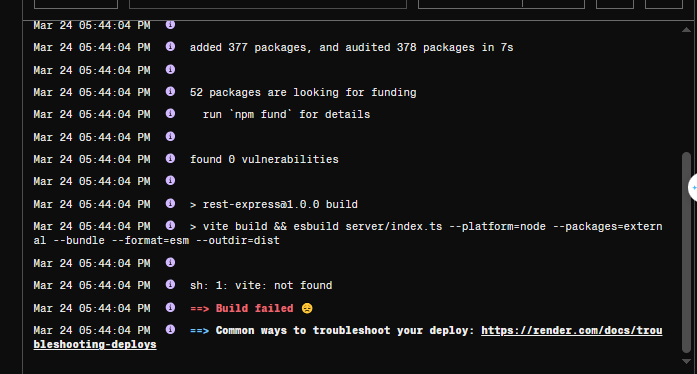 Mar 24 05:44:04 PM
Mar 24 05:44:04 PM added 377 packages, and audited 378 packages in 7s
Mar 24 05:44:04 PM
Mar 24 05:44:04 PM 52 packages are looking for funding
Mar 24 05:44:04 PM run `npm fund` for details
Mar 24 05:44:04 PM
Mar 24 05:44:04 PM found 0 vulnerabilities
Mar 24 05:44:04 PM
Mar 24 05:44:04 PM > rest-express@1.0.0 build
Mar 24 05:44:04 PM > vite build && esbuild server/index.ts --platform=node --packages=extern
al --bundle --format=esm --outdir=dist
Mar 24 05:44:04 PM
Mar 24 05:44:04 PM sh: 1: vite: not found
Mar 24 05:44:04 PM ==> Build failed 😞
Mar 24 05:44:04 PM ==> Common ways to troubleshoot your deploy: https://render.com/docs/trou
bleshooting-deploys